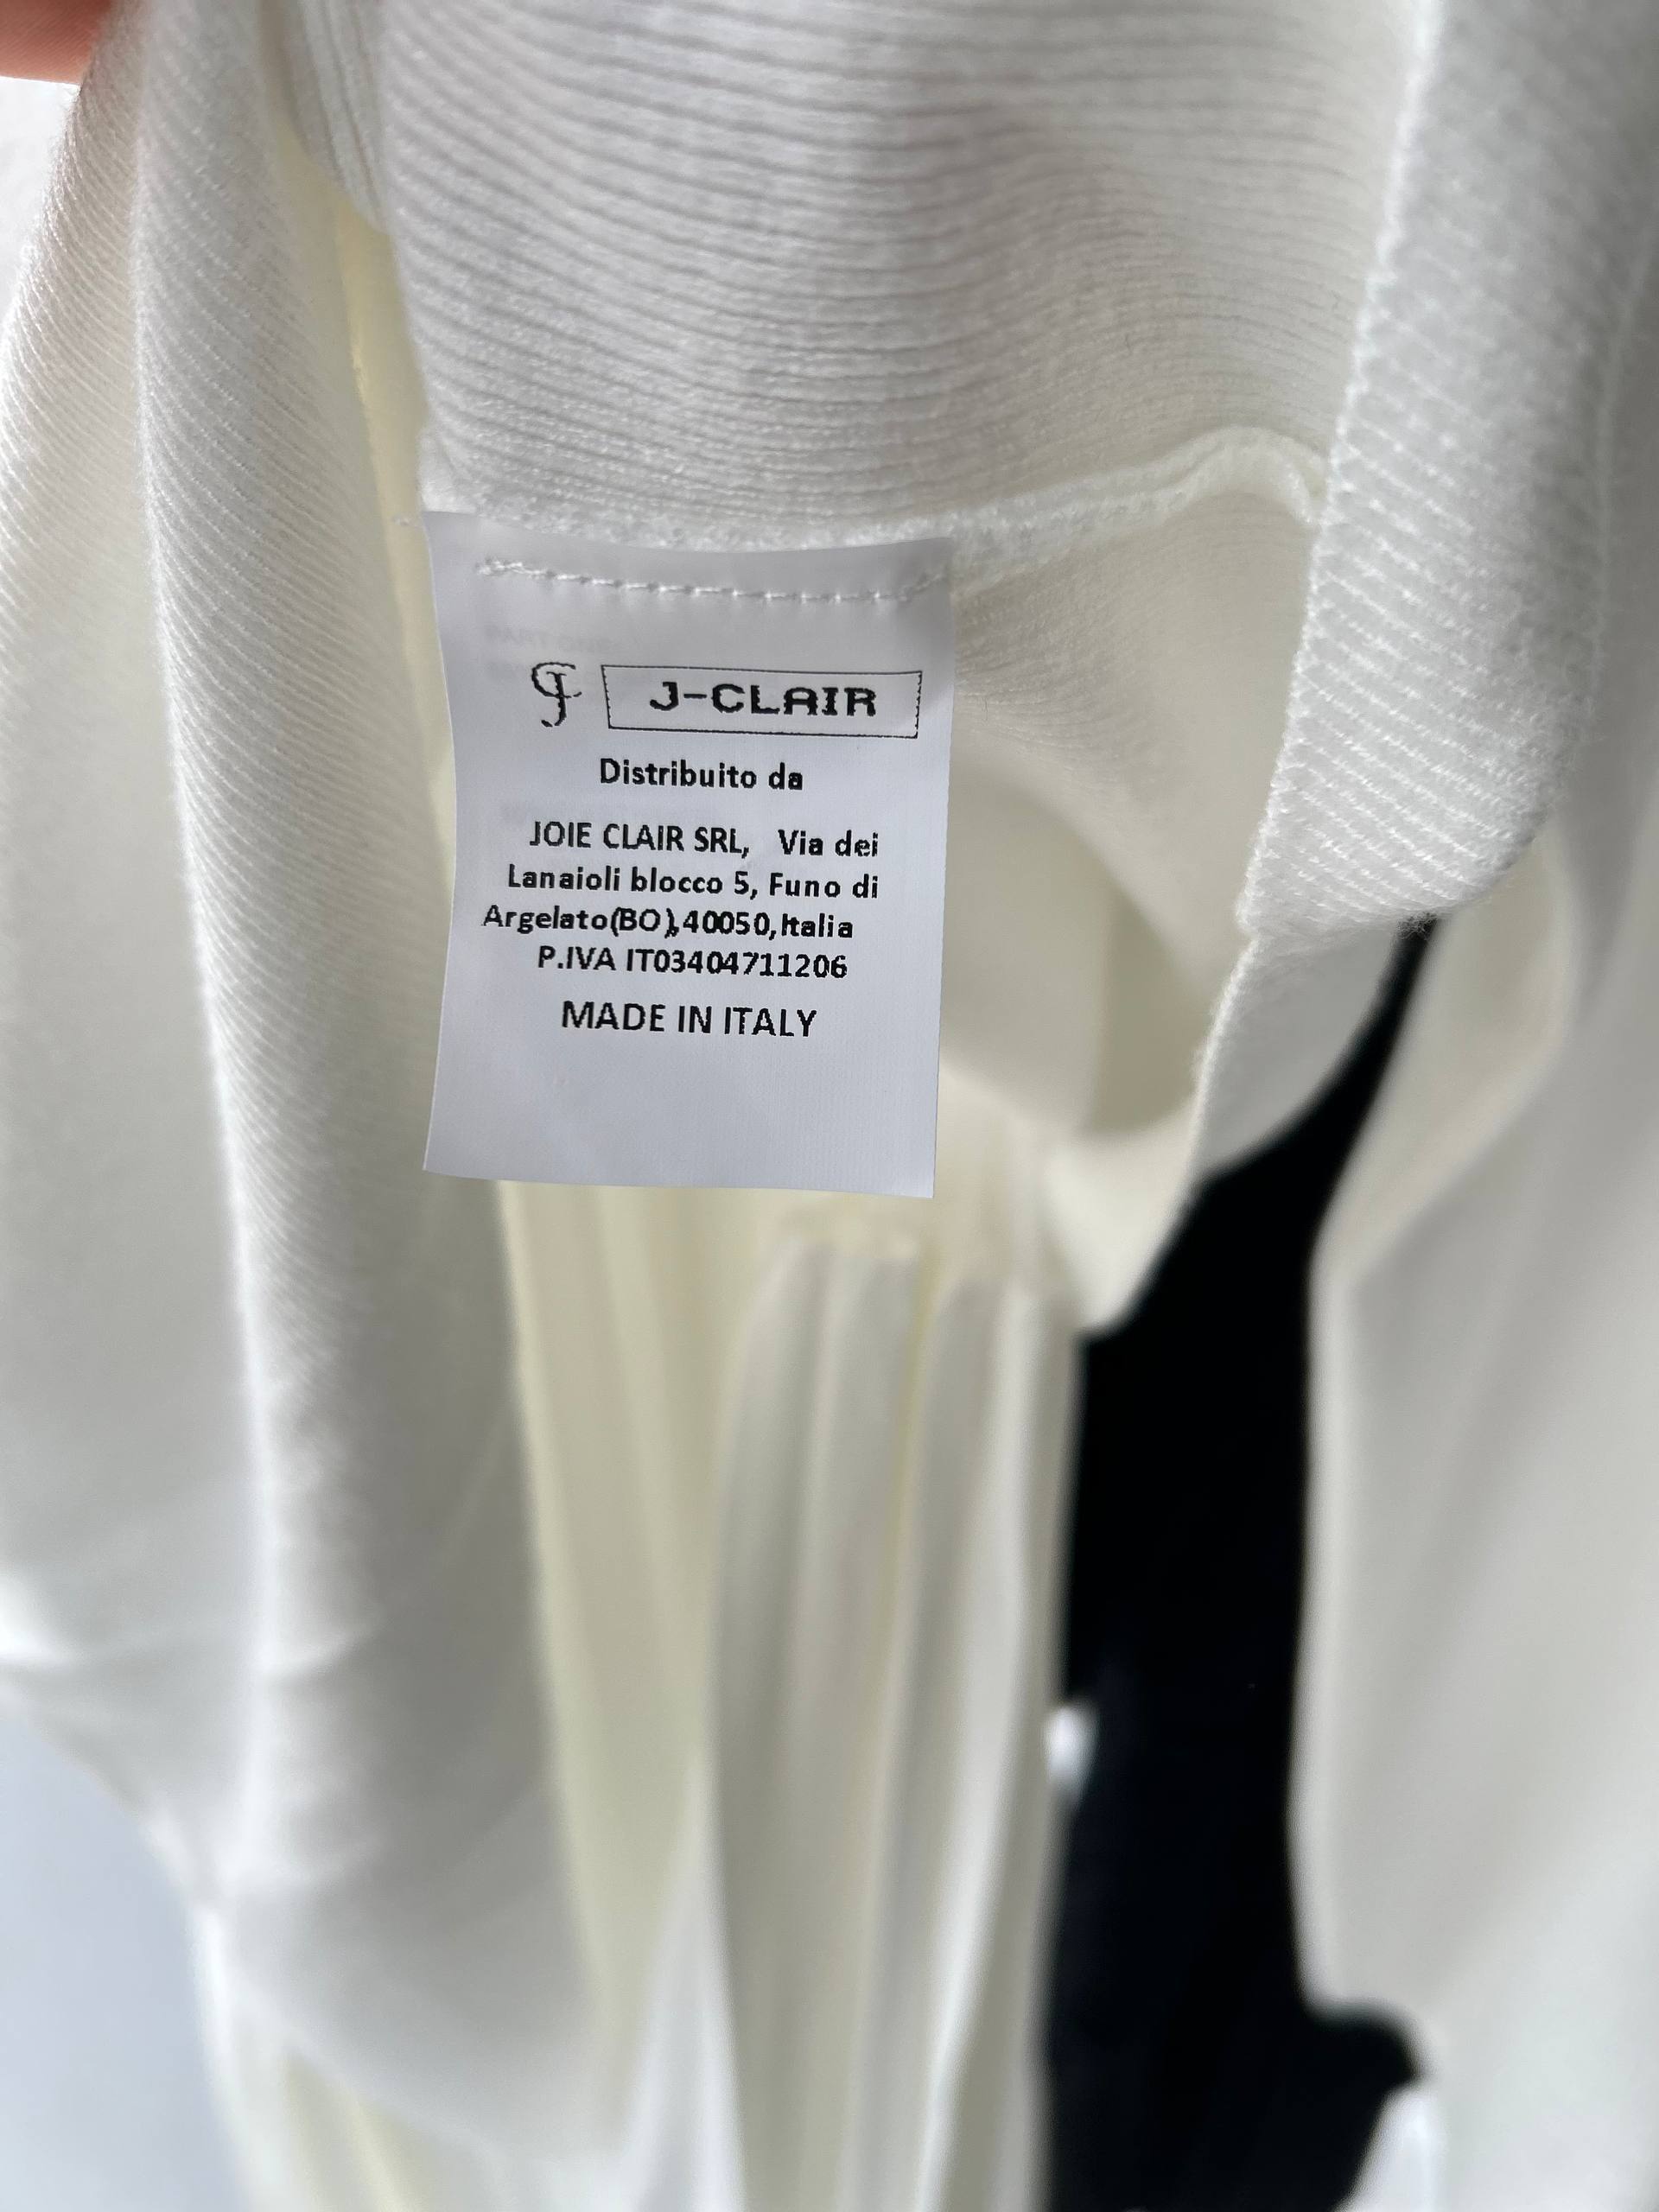 J-CLAIR
Distribuito da
JOIE CLAIR SRL, Via dei
Lanaioli blocco 5, Funo di
Argelato(BO),40050,Italia
P.IVA IT03404711206
MADE IN ITALY